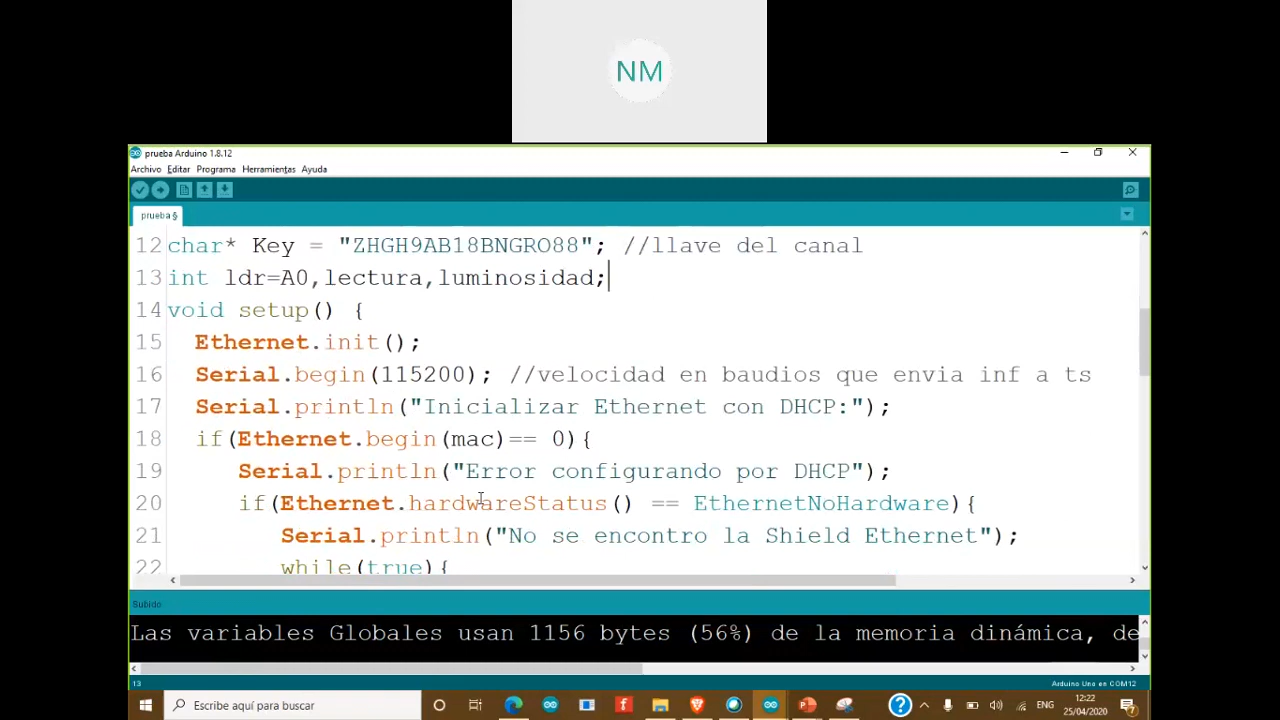 NM
prueba Arduino 1.8.12
Archivo Editar Programa Herramientas Ayuda
prueba §
12 char* Key = "ZHGH9AB18BNGRO88"; //llave del canal
13 int ldr=A0,lectura,luminosidad;
14 void setup() {
15 Ethernet.init();
16 Serial.begin(115200); //velocidad en baudios que envia inf a ts
17 Serial.println("Inicializar Ethernet con DHCP:");
18 if(Ethernet.begin(mac)== 0){
19 Serial.println("Error configurando por DHCP");
20 if(Ethernet.hardwareStatus() == EthernetNoHardware){
21 Serial.println("No se encontro la Shield Ethernet");
22 while(true){
Subido
Las variables Globales usan 1156 bytes (56%) de la memoria dinámica, de
13 Arduino Uno en COM12
Escribe aquí para buscar
ENG
12:22
25/04/2020
7